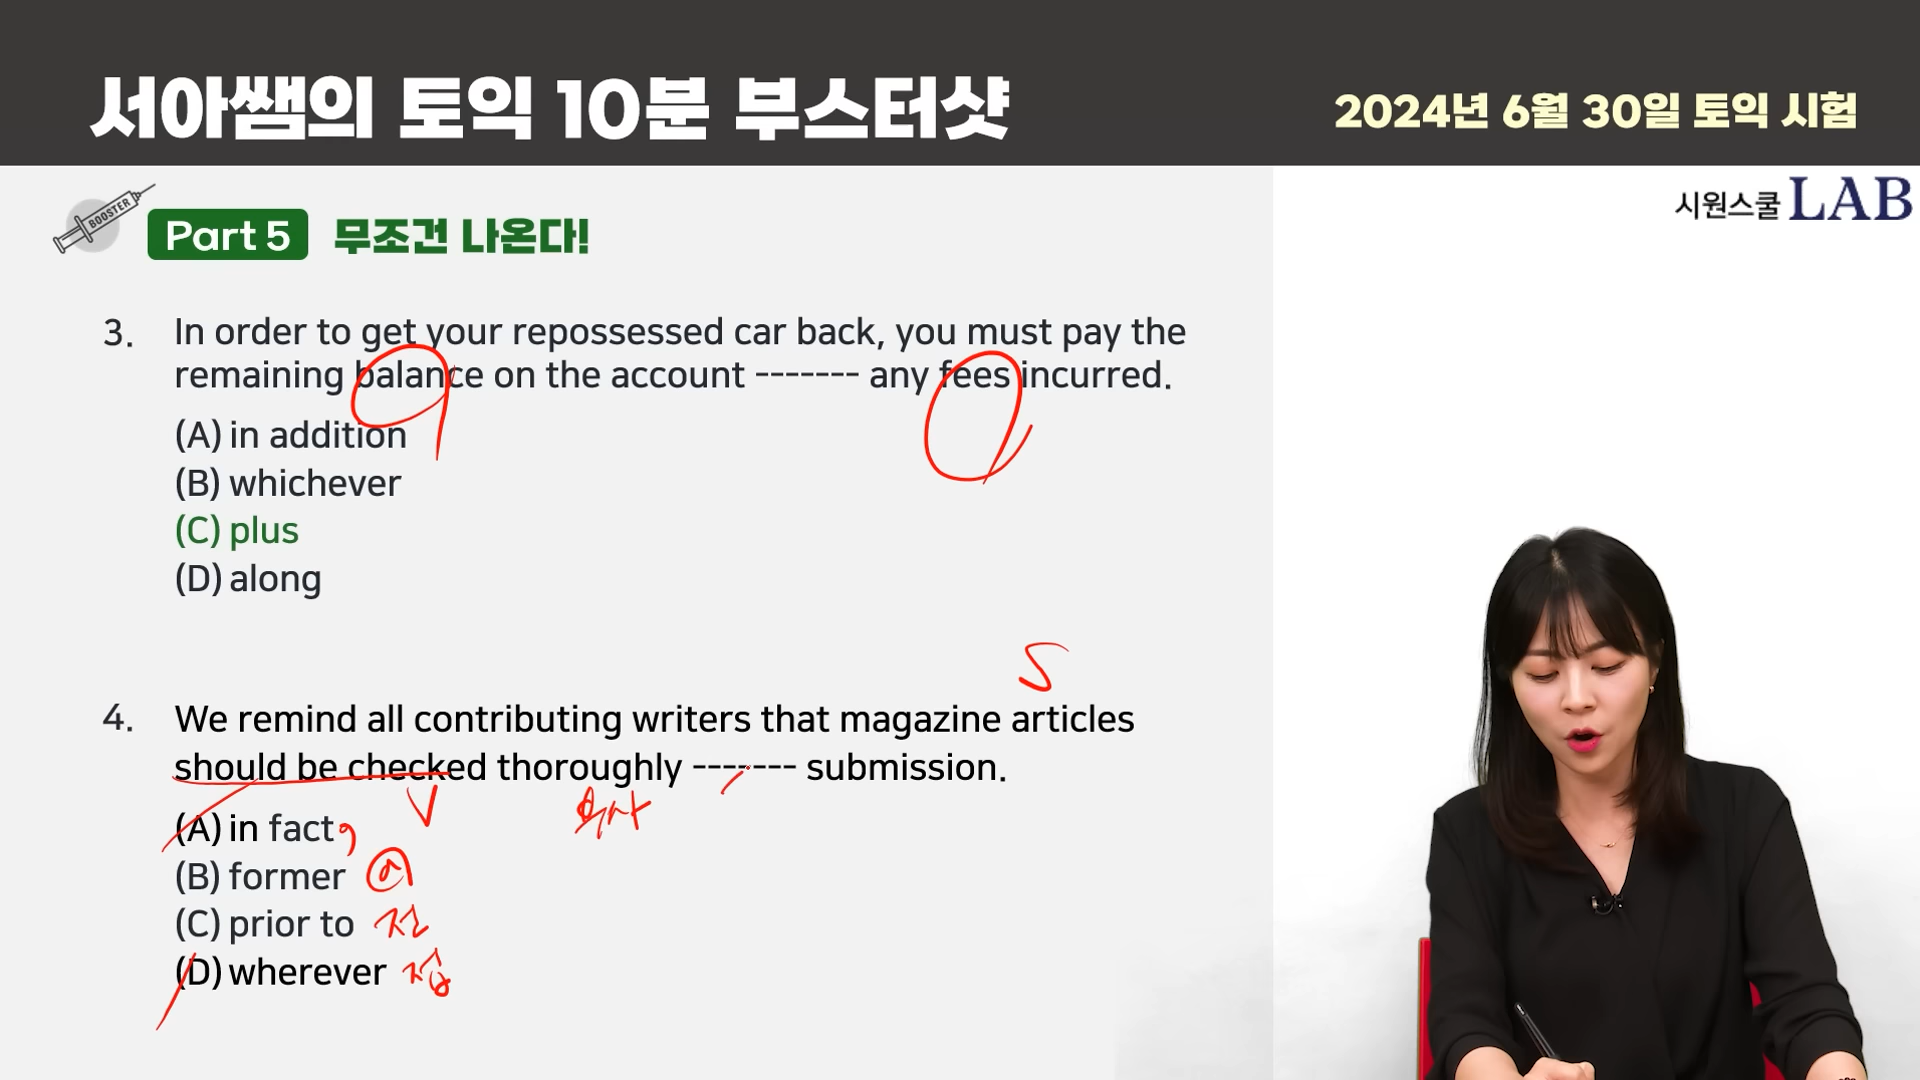 서아쌤의 토익 10분 부스터샷
2024년 6월 30일 토익 시험
시원스쿨 LAB
BOOSTER
Part 5 무조건 나온다!
3. In order to get your repossessed car back, you must pay the
remaining balance on the account ------- any fees incurred.
(A) in addition
(B) whichever
(C) plus
(D) along
S
4. We remind all contributing writers that magazine articles
should be checked thoroughly ------- submission.
V
(A) in fact,
(B) former
(C) prior to 전
(D) wherever 접